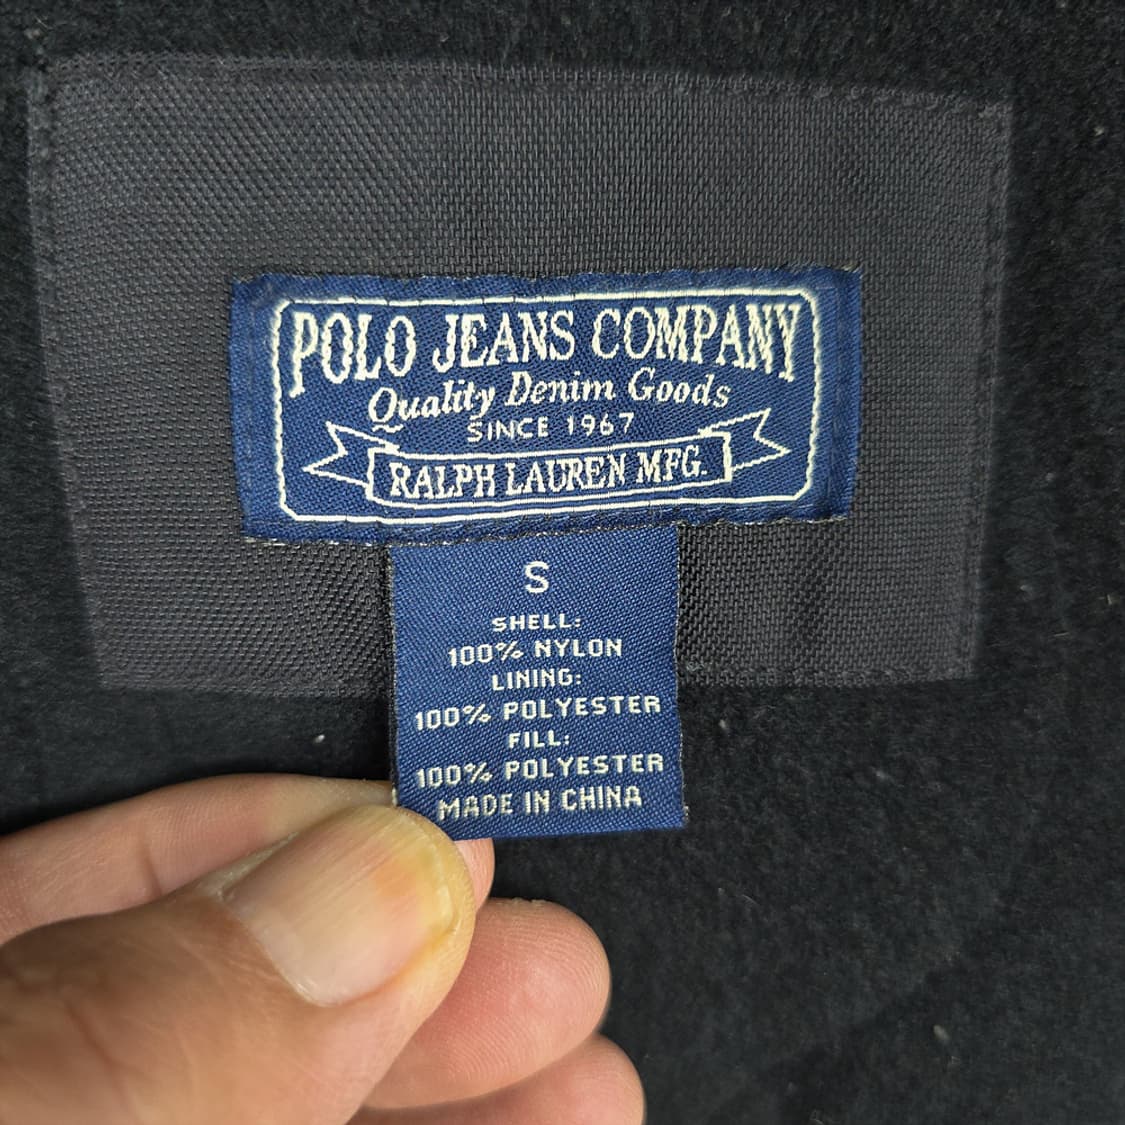 POLO JEANS COMPANY
Quality Denim Goods
SINCE 1967
RALPH LAUREN MFG.
S
SHELL:
100% NYLON
LINING:
100% POLYESTER
FILL:
100% POLYESTER
MADE IN CHINA